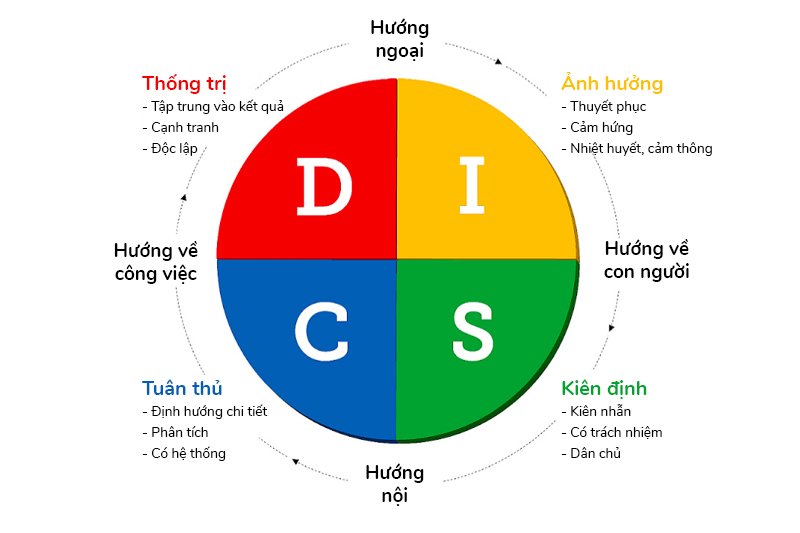 Hướng
ngoại
Thống trị
- Tập trung vào kết quả
- Cạnh tranh
- Độc lập
Ảnh hưởng
- Thuyết phục
- Cảm hứng
- Nhiệt huyết, cảm thông
D
I
Hướng về
công việc
Hướng về
con người
C
S
Tuân thủ
- Định hướng chi tiết
- Phân tích
- Có hệ thống
Kiên định
- Kiên nhẫn
- Có trách nhiệm
- Dân chủ
Hướng
nội